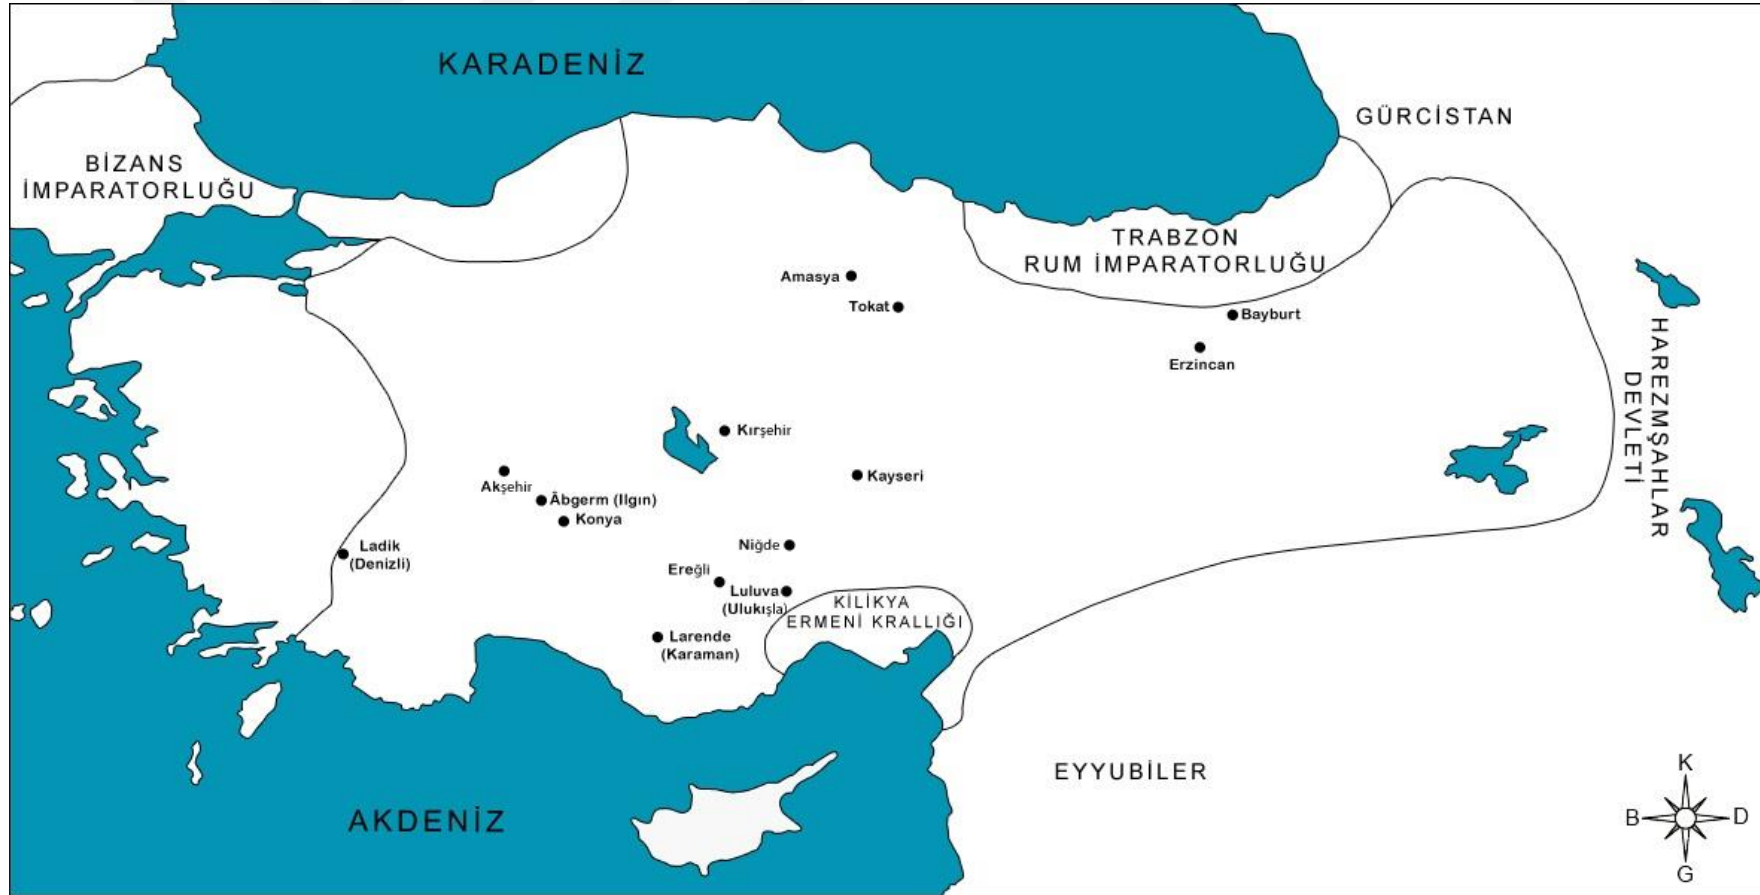 KARADENİZ
GÜRCİSTAN
BİZANS
İMPARATORLUĞU
TRABZON
RUM İMPARATORLUĞU
Amasya
Tokat
Bayburt
Erzincan
HAREZMŞAHLAR
DEVLETİ
Kırşehir
Kayseri
Akşehir
Âbgerm (Ilgın)
Konya
Ladik
(Denizli)
Niğde
Ereğli
Luluva
(Ulukışla)
KİLİKYA
ERMENİ KRALLIĞI
Larende
(Karaman)
EYYUBİLER
AKDENİZ
K
B
D
G